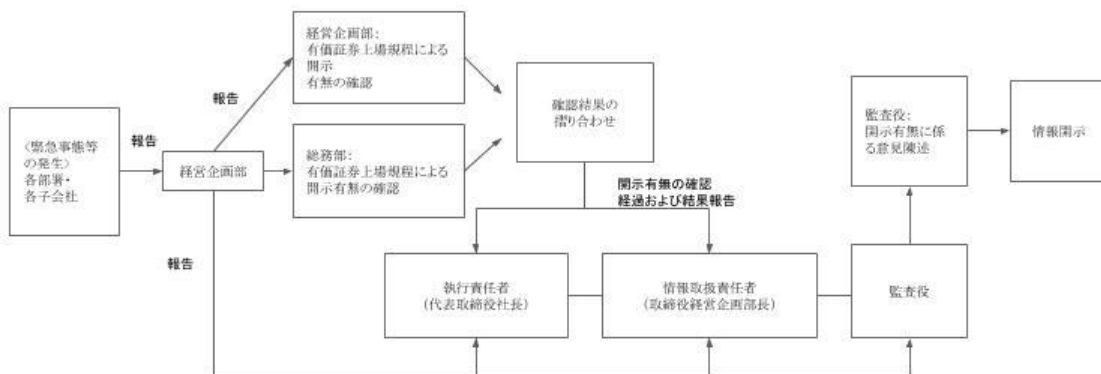 〈緊急事態等
の発生〉
各部署・
各子会社
報告
経営企画部
報告
経営企画部：
有価証券上場規程による
開示
有無の確認
総務部：
有価証券上場規程による
開示有無の確認
確認結果の
摺り合わせ
開示有無の確認
経過および結果報告
報告
執行責任者
（代表取締役社長）
情報取扱責任者
（取締役経営企画部長）
監査役
監査役：
開示有無に係
る意見陳述
情報開示